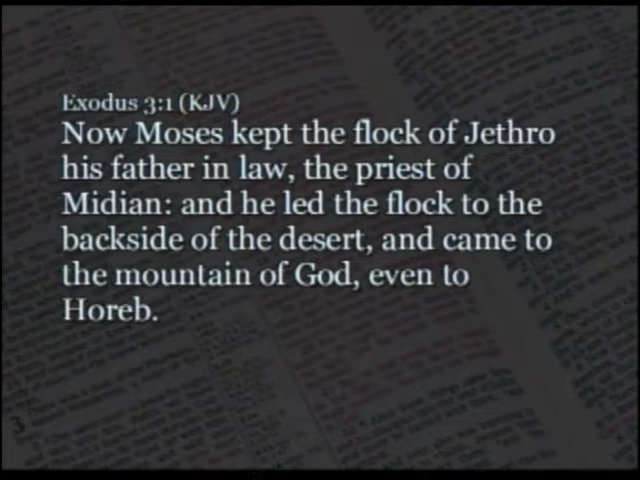 Exodus 3:1 (KJV)
Now Moses kept the flock of Jethro
his father in law, the priest of
Midian: and he led the flock to the
backside of the desert, and came to
the mountain of God, even to
Horeb.